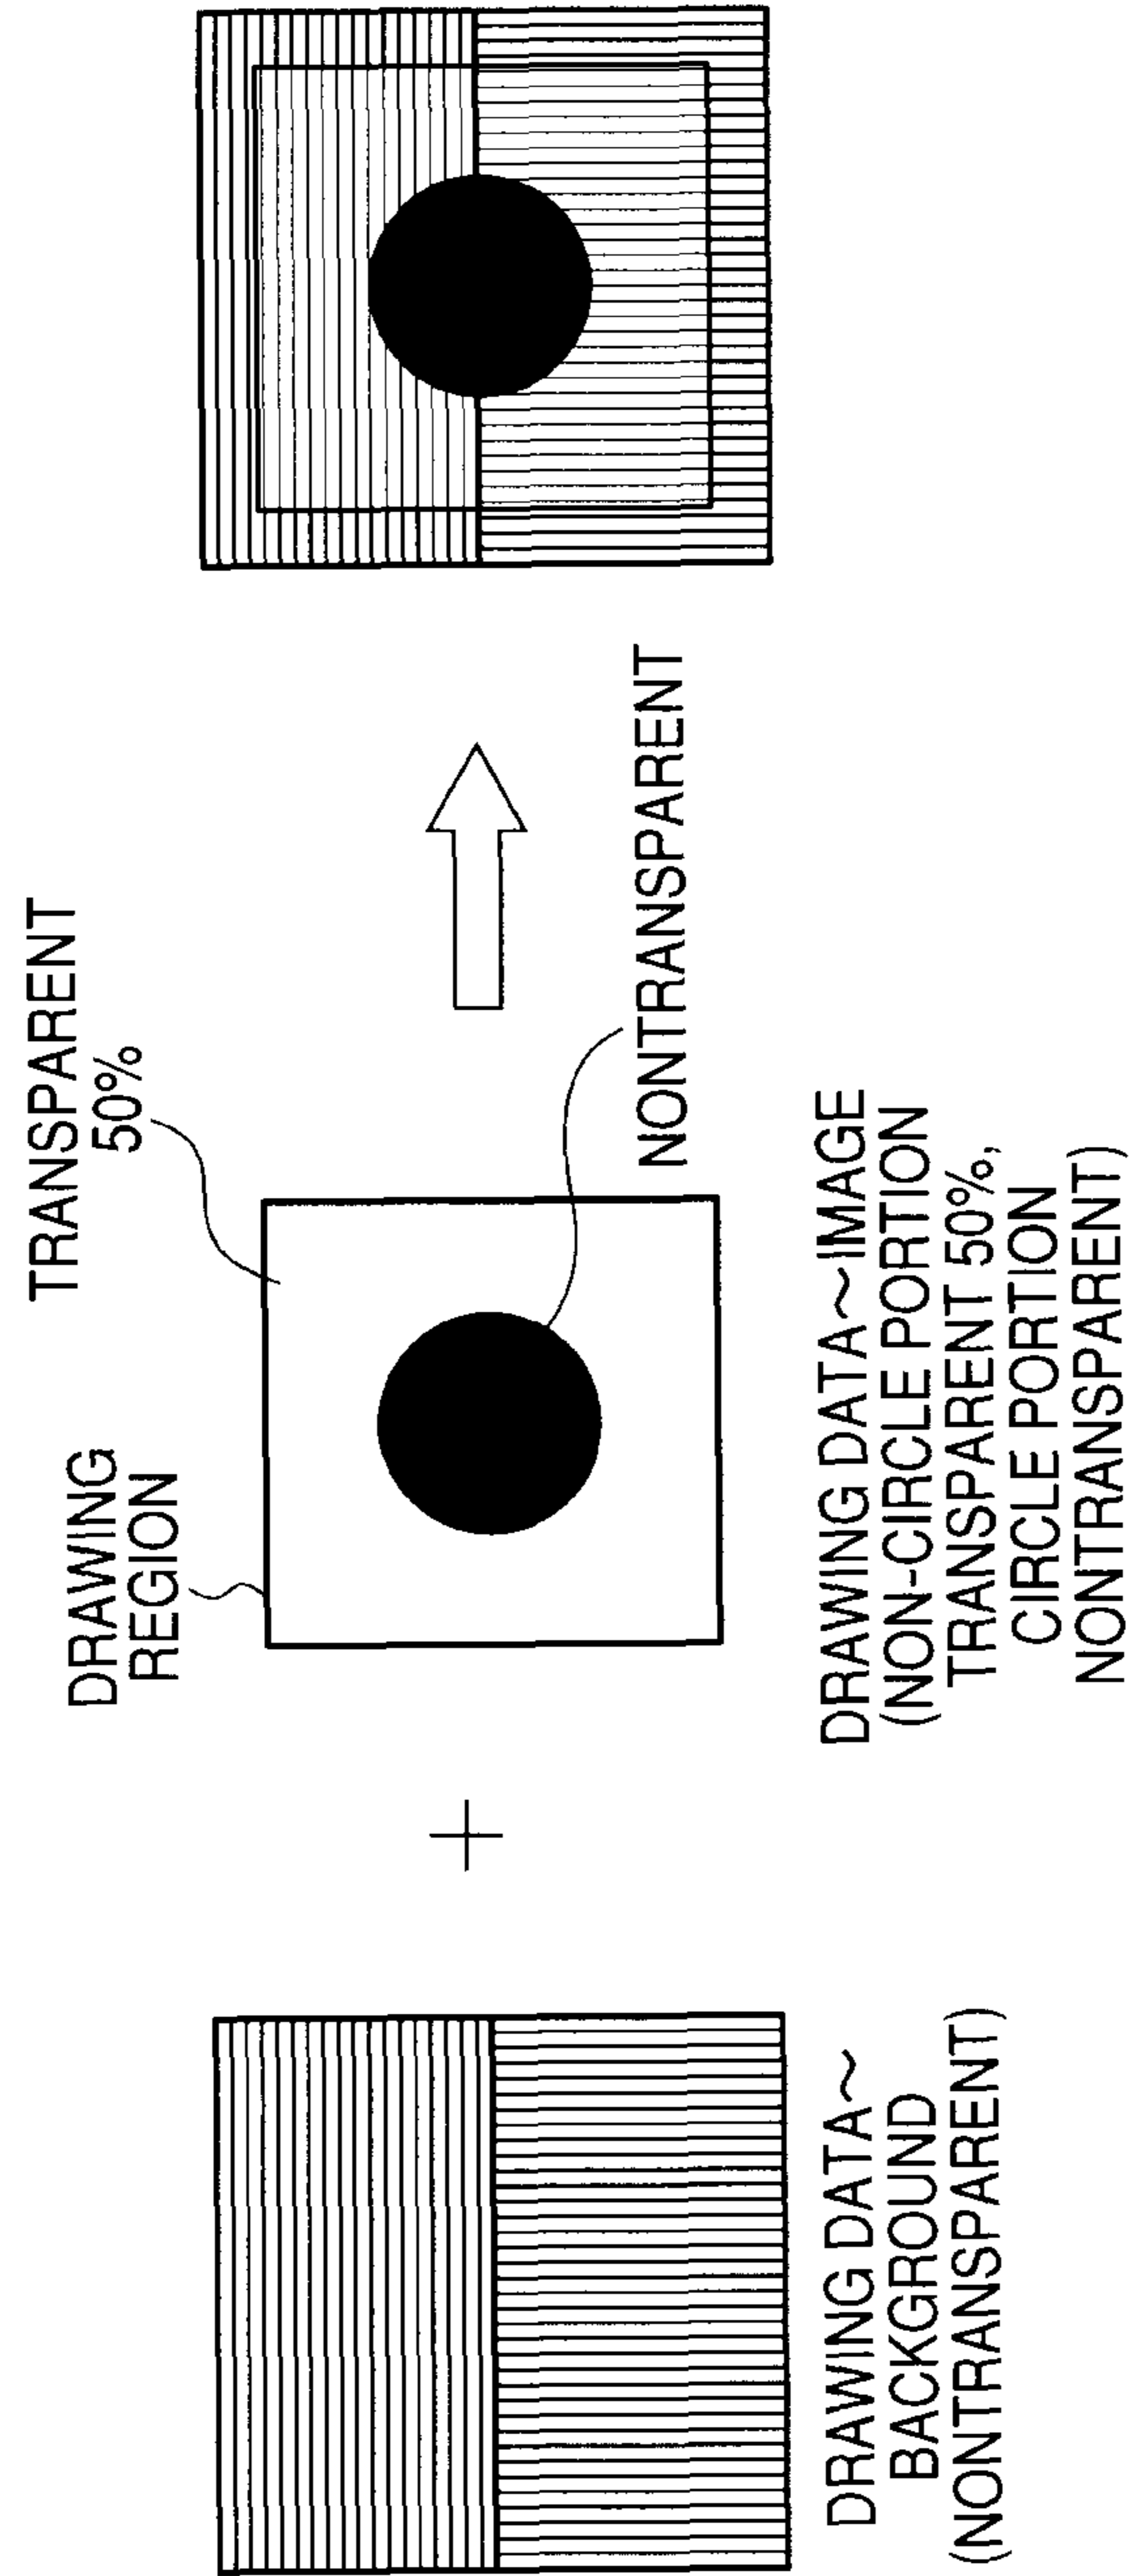 TRANSPARENT
50%
DRAWING
REGION
NONTRANSPARENT
DRAWING DATA~
BACKGROUND
(NONTRANSPARENT)
DRAWING DATA~IMAGE
(NON-CIRCLE PORTION
TRANSPARENT 50%,
CIRCLE PORTION
NONTRANSPARENT)